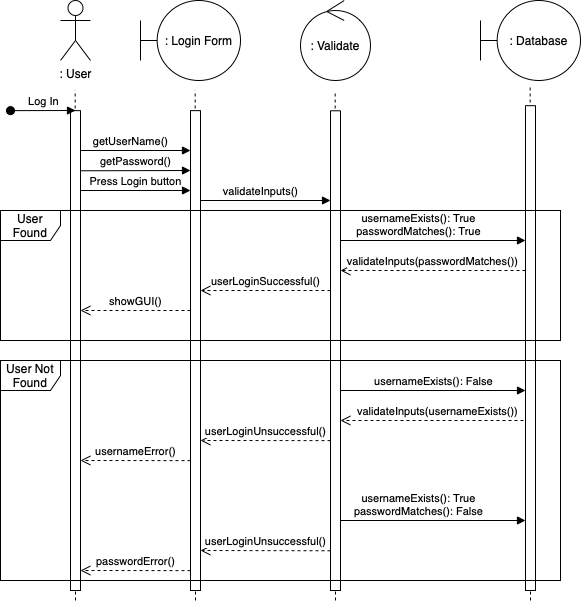 : User
: Login Form
: Validate
: Database
Log In
getUserName()
getPassword()
Press Login button
validateInputs()
User
Found
usernameExists(): True
passwordMatches(): True
validateInputs(passwordMatches())
userLoginSuccessful()
showGUI()
User Not
Found
usernameExists(): False
validateInputs(usernameExists())
userLoginUnsuccessful()
usernameError()
usernameExists(): True
passwordMatches(): False
userLoginUnsuccessful()
passwordError()